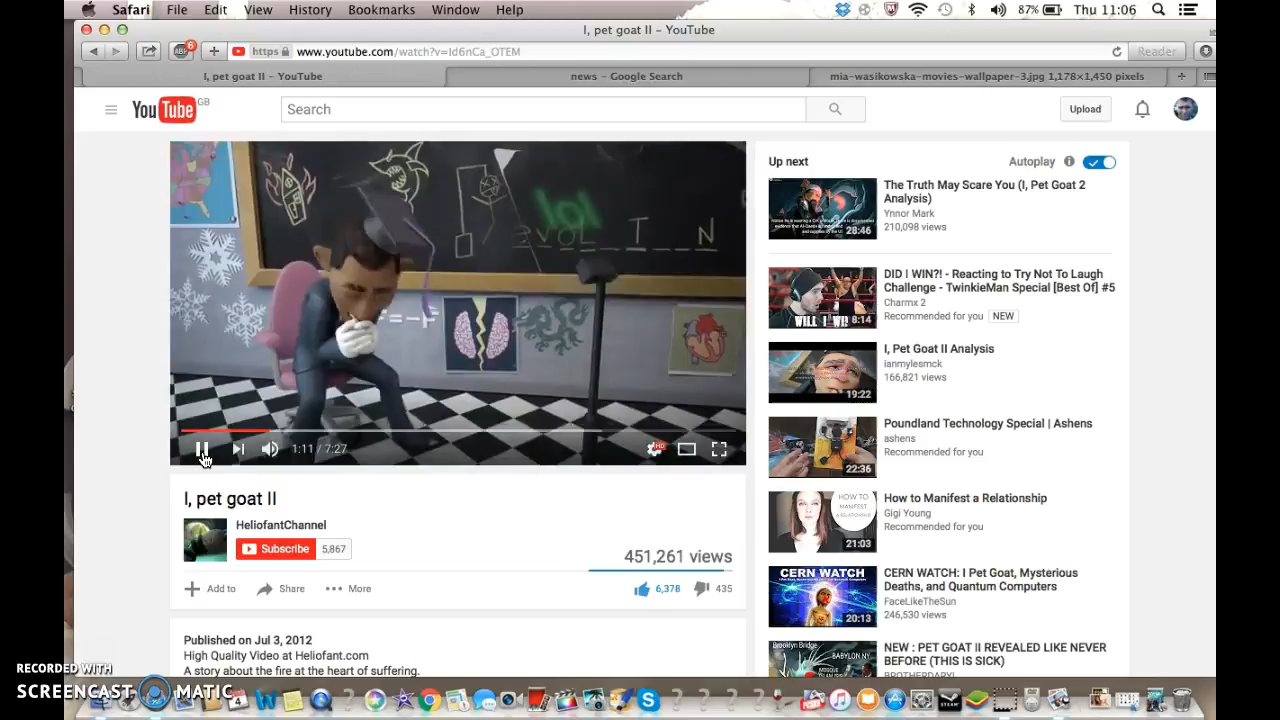 Safari File Edit View History Bookmarks Window Help 87% Thu 11:06
I, pet goat II – YouTube
6 https www.youtube.com/watch?v=Id6nCa_OTEM Reader
I, pet goat II – YouTube news – Google Search mia-wasikowska-movies-wallpaper-3.jpg 1,178×1,450 pixels
YouTube GB Search Upload
lol
EVOL I N
1:11 / 7:27 HD
I, pet goat II
HeliofantChannel
Subscribe 5,867
451,261 views
Add to Share More 6,378 435
Published on Jul 3, 2012
High Quality Video at Heliofant.com
A story about the fire at the heart of suffering.
Up next Autoplay
The Truth May Scare You (I, Pet Goat 2
Analysis)
Ynnor Mark
210,098 views
28:46
DID I WIN?! - Reacting to Try Not To Laugh
Challenge - TwinkieMan Special [Best Of] #5
Charmx 2
Recommended for you NEW
8:14
I, Pet Goat II Analysis
ianmylesmck
166,821 views
19:22
Poundland Technology Special | Ashens
ashens
Recommended for you
22:36
How to Manifest a Relationship
Gigi Young
Recommended for you
HOW TO
MANIFEST
A RELATIONSHIP
21:03
CERN WATCH: I Pet Goat, Mysterious
Deaths, and Quantum Computers
FaceLikeTheSun
246,530 views
CERN WATCH
20:13
NEW : PET GOAT II REVEALED LIKE NEVER
BEFORE (THIS IS SICK)
Brooklyn Bridge
BABYLON NY
RECORDED WITH
SCREENCAST MATIC